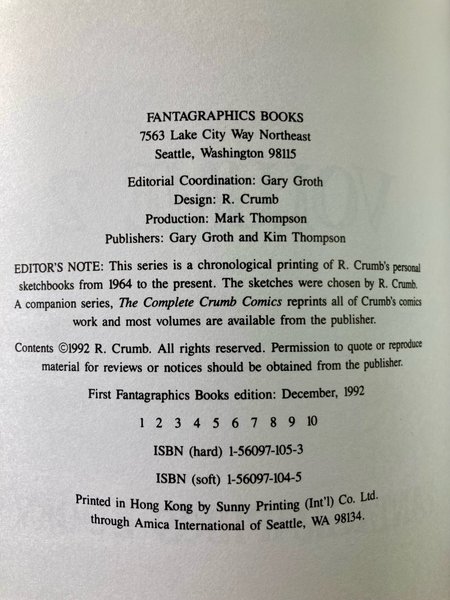 FANTAGRAPHICS BOOKS
7563 Lake City Way Northeast
Seattle, Washington 98115
Editorial Coordination: Gary Groth
Design: R. Crumb
Production: Mark Thompson
Publishers: Gary Groth and Kim Thompson
EDITOR'S NOTE: This series is a chronological printing of R. Crumb's personal
sketchbooks from 1964 to the present. The sketches were chosen by R. Crumb.
A companion series, The Complete Crumb Comics reprints all of Crumb's comics
work and most volumes are available from the publisher.
Contents ©1992 R. Crumb. All rights reserved. Permission to quote or reproduce
material for reviews or notices should be obtained from the publisher.
First Fantagraphics Books edition: December, 1992
1 2 3 4 5 6 7 8 9 10
ISBN (hard) 1-56097-105-3
ISBN (soft) 1-56097-104-5
Printed in Hong Kong by Sunny Printing (Int'l) Co. Ltd.
through Amica International of Seattle, WA 98134.